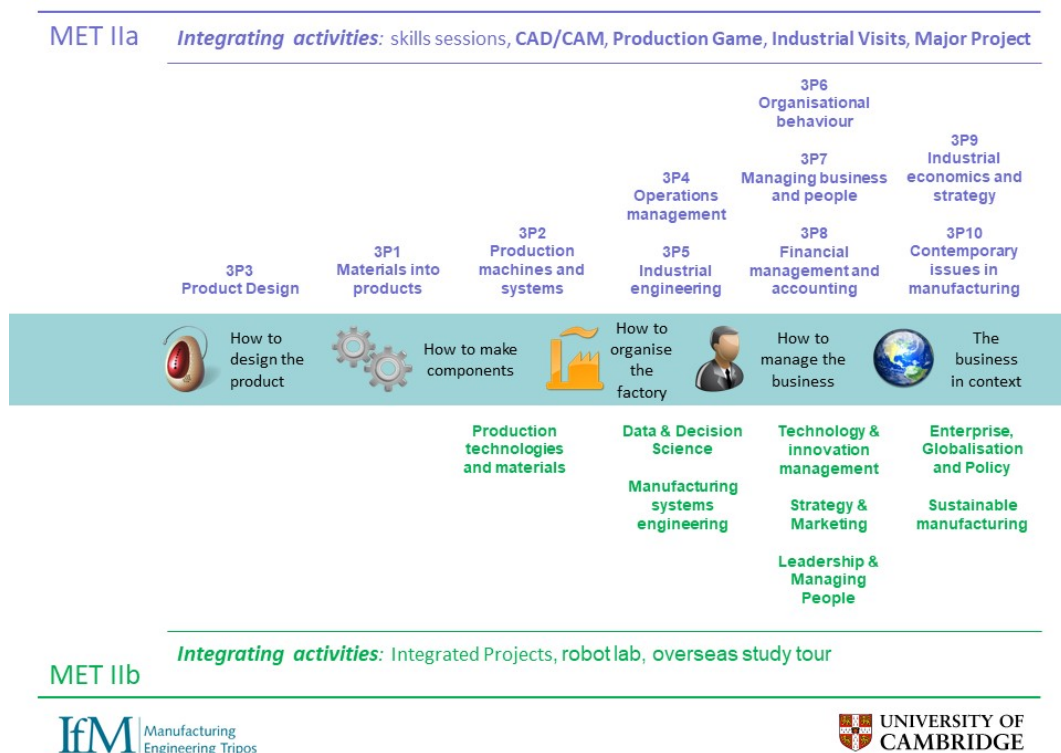 MET IIa
Integrating activities: skills sessions, CAD/CAM, Production Game, Industrial Visits, Major Project
3P3
Product Design
3P1
Materials into
products
3P2
Production
machines and
systems
3P4
Operations
management
3P5
Industrial
engineering
3P6
Organisational
behaviour
3P7
Managing business
and people
3P8
Financial
management and
accounting
3P9
Industrial
economics and
strategy
3P10
Contemporary
issues in
manufacturing
How to
design the
product
How to make
components
How to
organise
the
factory
How to
manage the
business
The
business
in context
Production
technologies
and materials
Data & Decision
Science
Manufacturing
systems
engineering
Technology &
innovation
management
Strategy &
Marketing
Leadership &
Managing
People
Enterprise,
Globalisation
and Policy
Sustainable
manufacturing
MET IIb
Integrating activities: Integrated Projects, robot lab, overseas study tour
IfM
Manufacturing
Engineering Tripos
UNIVERSITY OF
CAMBRIDGE